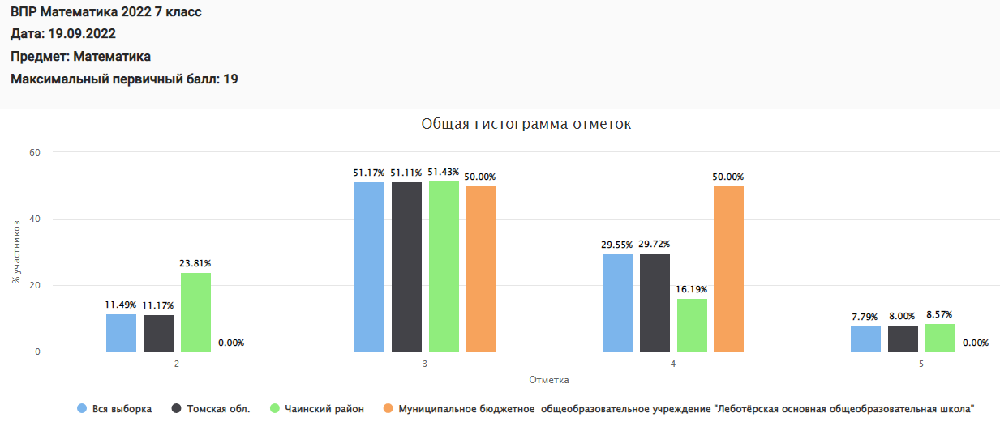 ВПР Математика 2022 7 класс
Дата: 19.09.2022
Предмет: Математика
Максимальный первичный балл: 19
Общая гистограмма отметок
% участников
60
40
20
0
11.49% 11.17% 23.81% 0.00%
51.17% 51.11% 51.43% 50.00%
29.55% 29.72% 16.19% 50.00%
7.79% 8.00% 8.57% 0.00%
2 3 4 5
Отметка
Вся выборка Томская обл. Чаинский район Муниципальное бюджетное общеобразовательное учреждение "Леботёрская основная общеобразовательная школа"